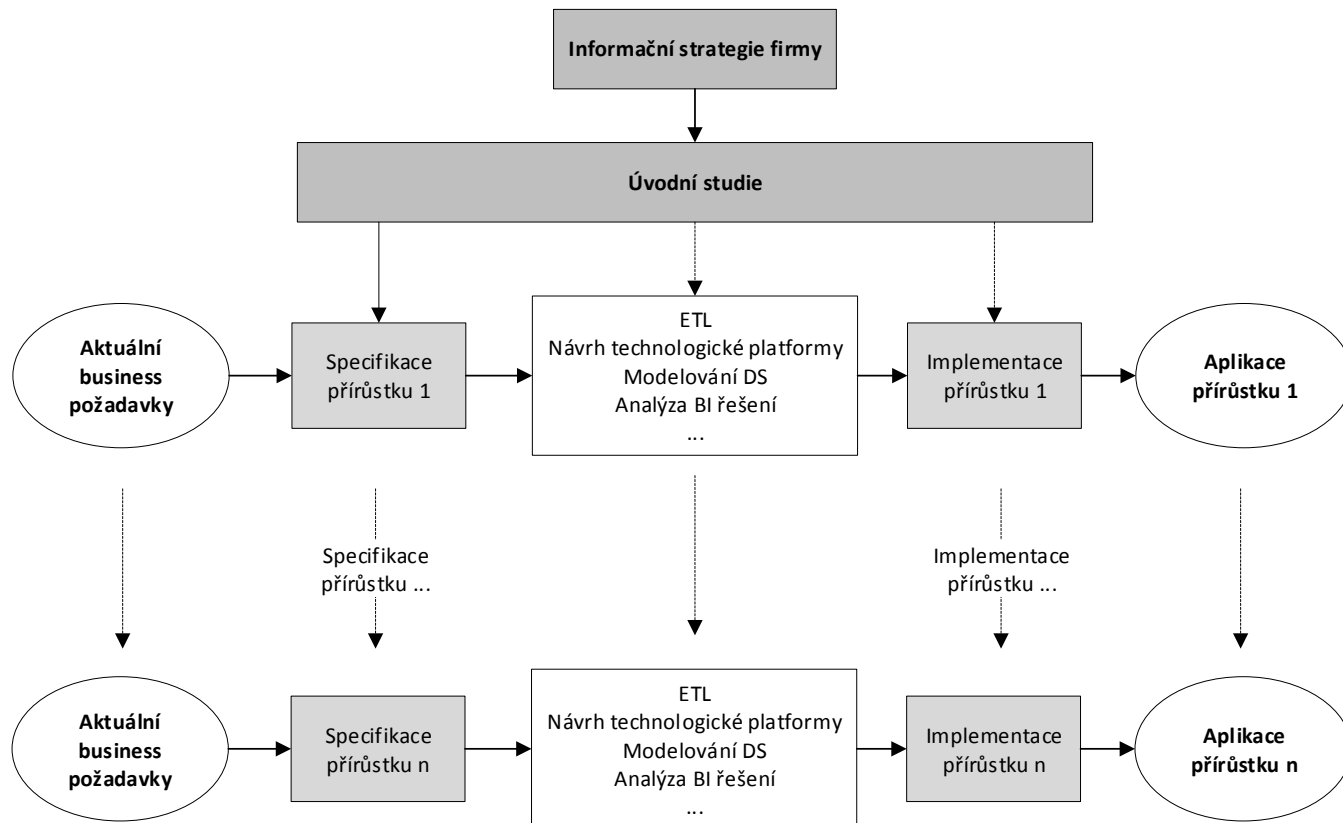 Informační strategie firmy
Úvodní studie
Aktuální
business
požadavky
Specifikace
přírůstku 1
ETL
Návrh technologické platformy
Modelování DS
Analýza BI řešení
...
Implementace
přírůstku 1
Aplikace
přírůstku 1
Specifikace
přírůstku ...
Implementace
přírůstku ...
Aktuální
business
požadavky
Specifikace
přírůstku n
ETL
Návrh technologické platformy
Modelování DS
Analýza BI řešení
...
Implementace
přírůstku n
Aplikace
přírůstku n